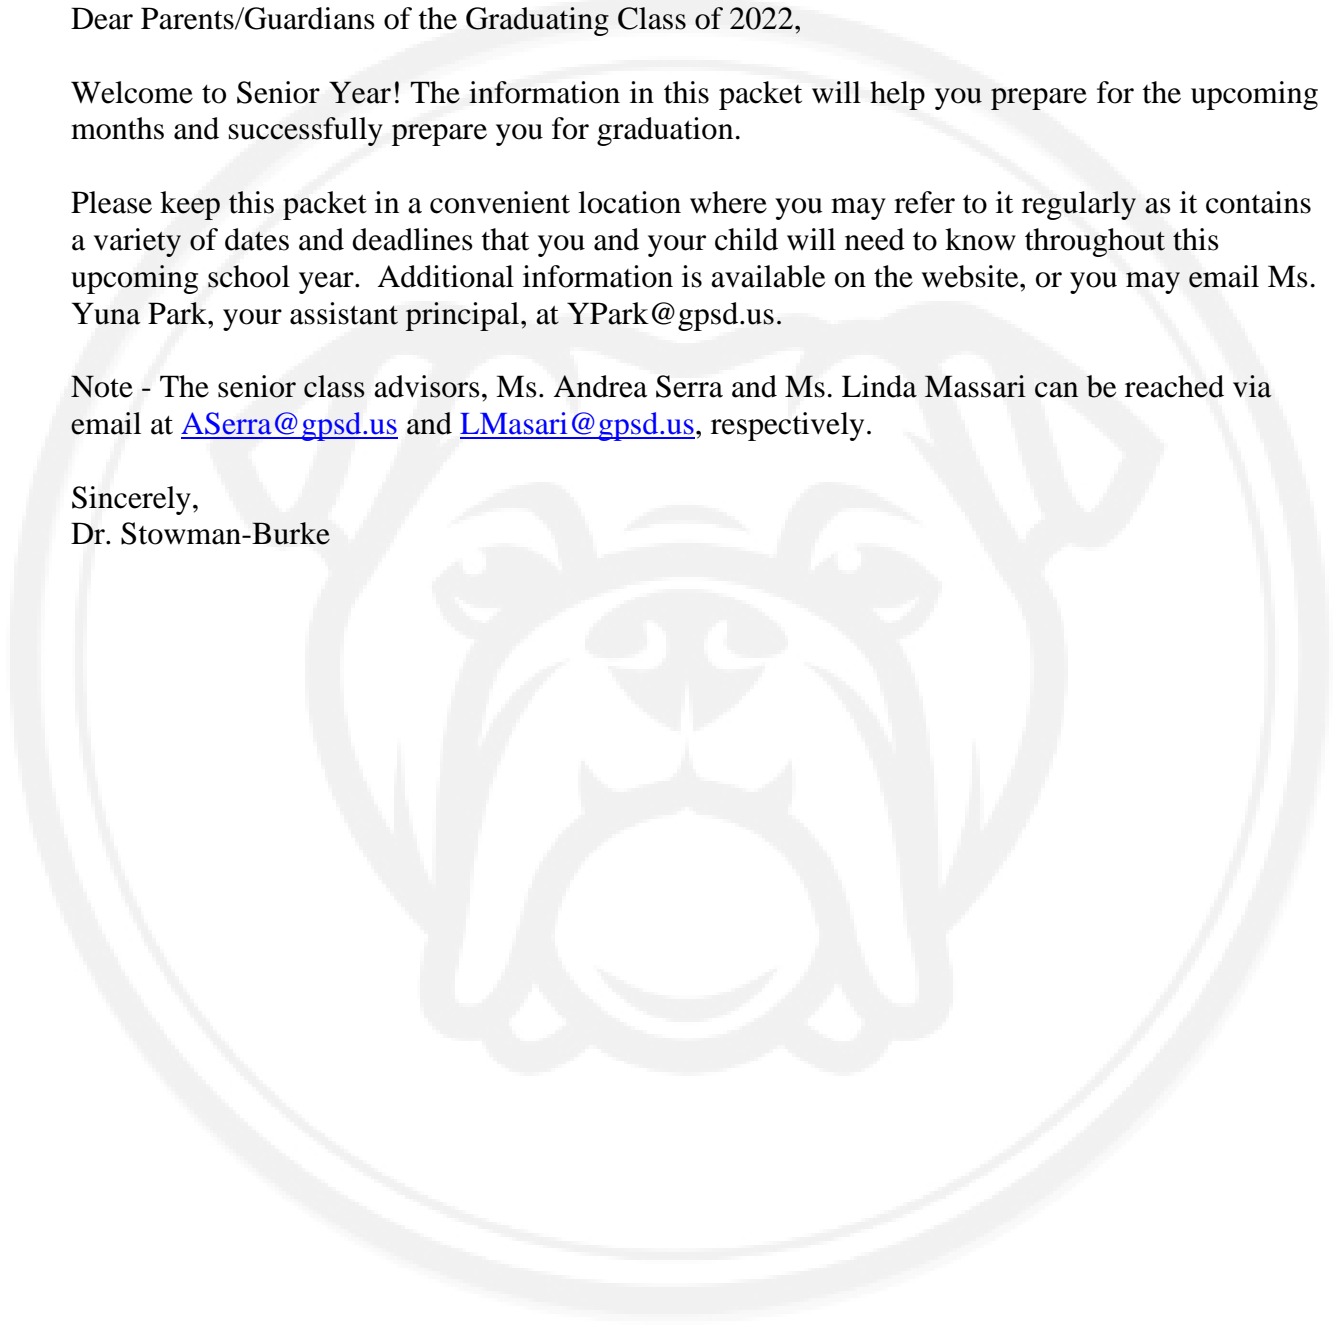 Dear Parents/Guardians of the Graduating Class of 2022,
Welcome to Senior Year! The information in this packet will help you prepare for the upcoming
months and successfully prepare you for graduation.
Please keep this packet in a convenient location where you may refer to it regularly as it contains
a variety of dates and deadlines that you and your child will need to know throughout this
upcoming school year.  Additional information is available on the website, or you may email Ms.
Yuna Park, your assistant principal, at YPark@gpsd.us.
Note - The senior class advisors, Ms. Andrea Serra and Ms. Linda Massari can be reached via
email at ASerra@gpsd.us and LMasari@gpsd.us, respectively.
Sincerely,
Dr. Stowman-Burke